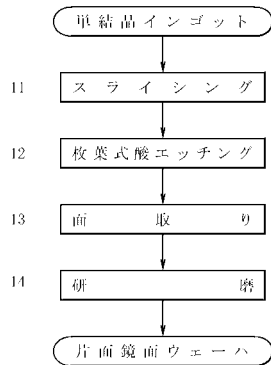 単結晶インゴット
11 スライシング
12 枚葉式酸エッチング
13 面取り
14 研磨
片面鏡面ウェーハ